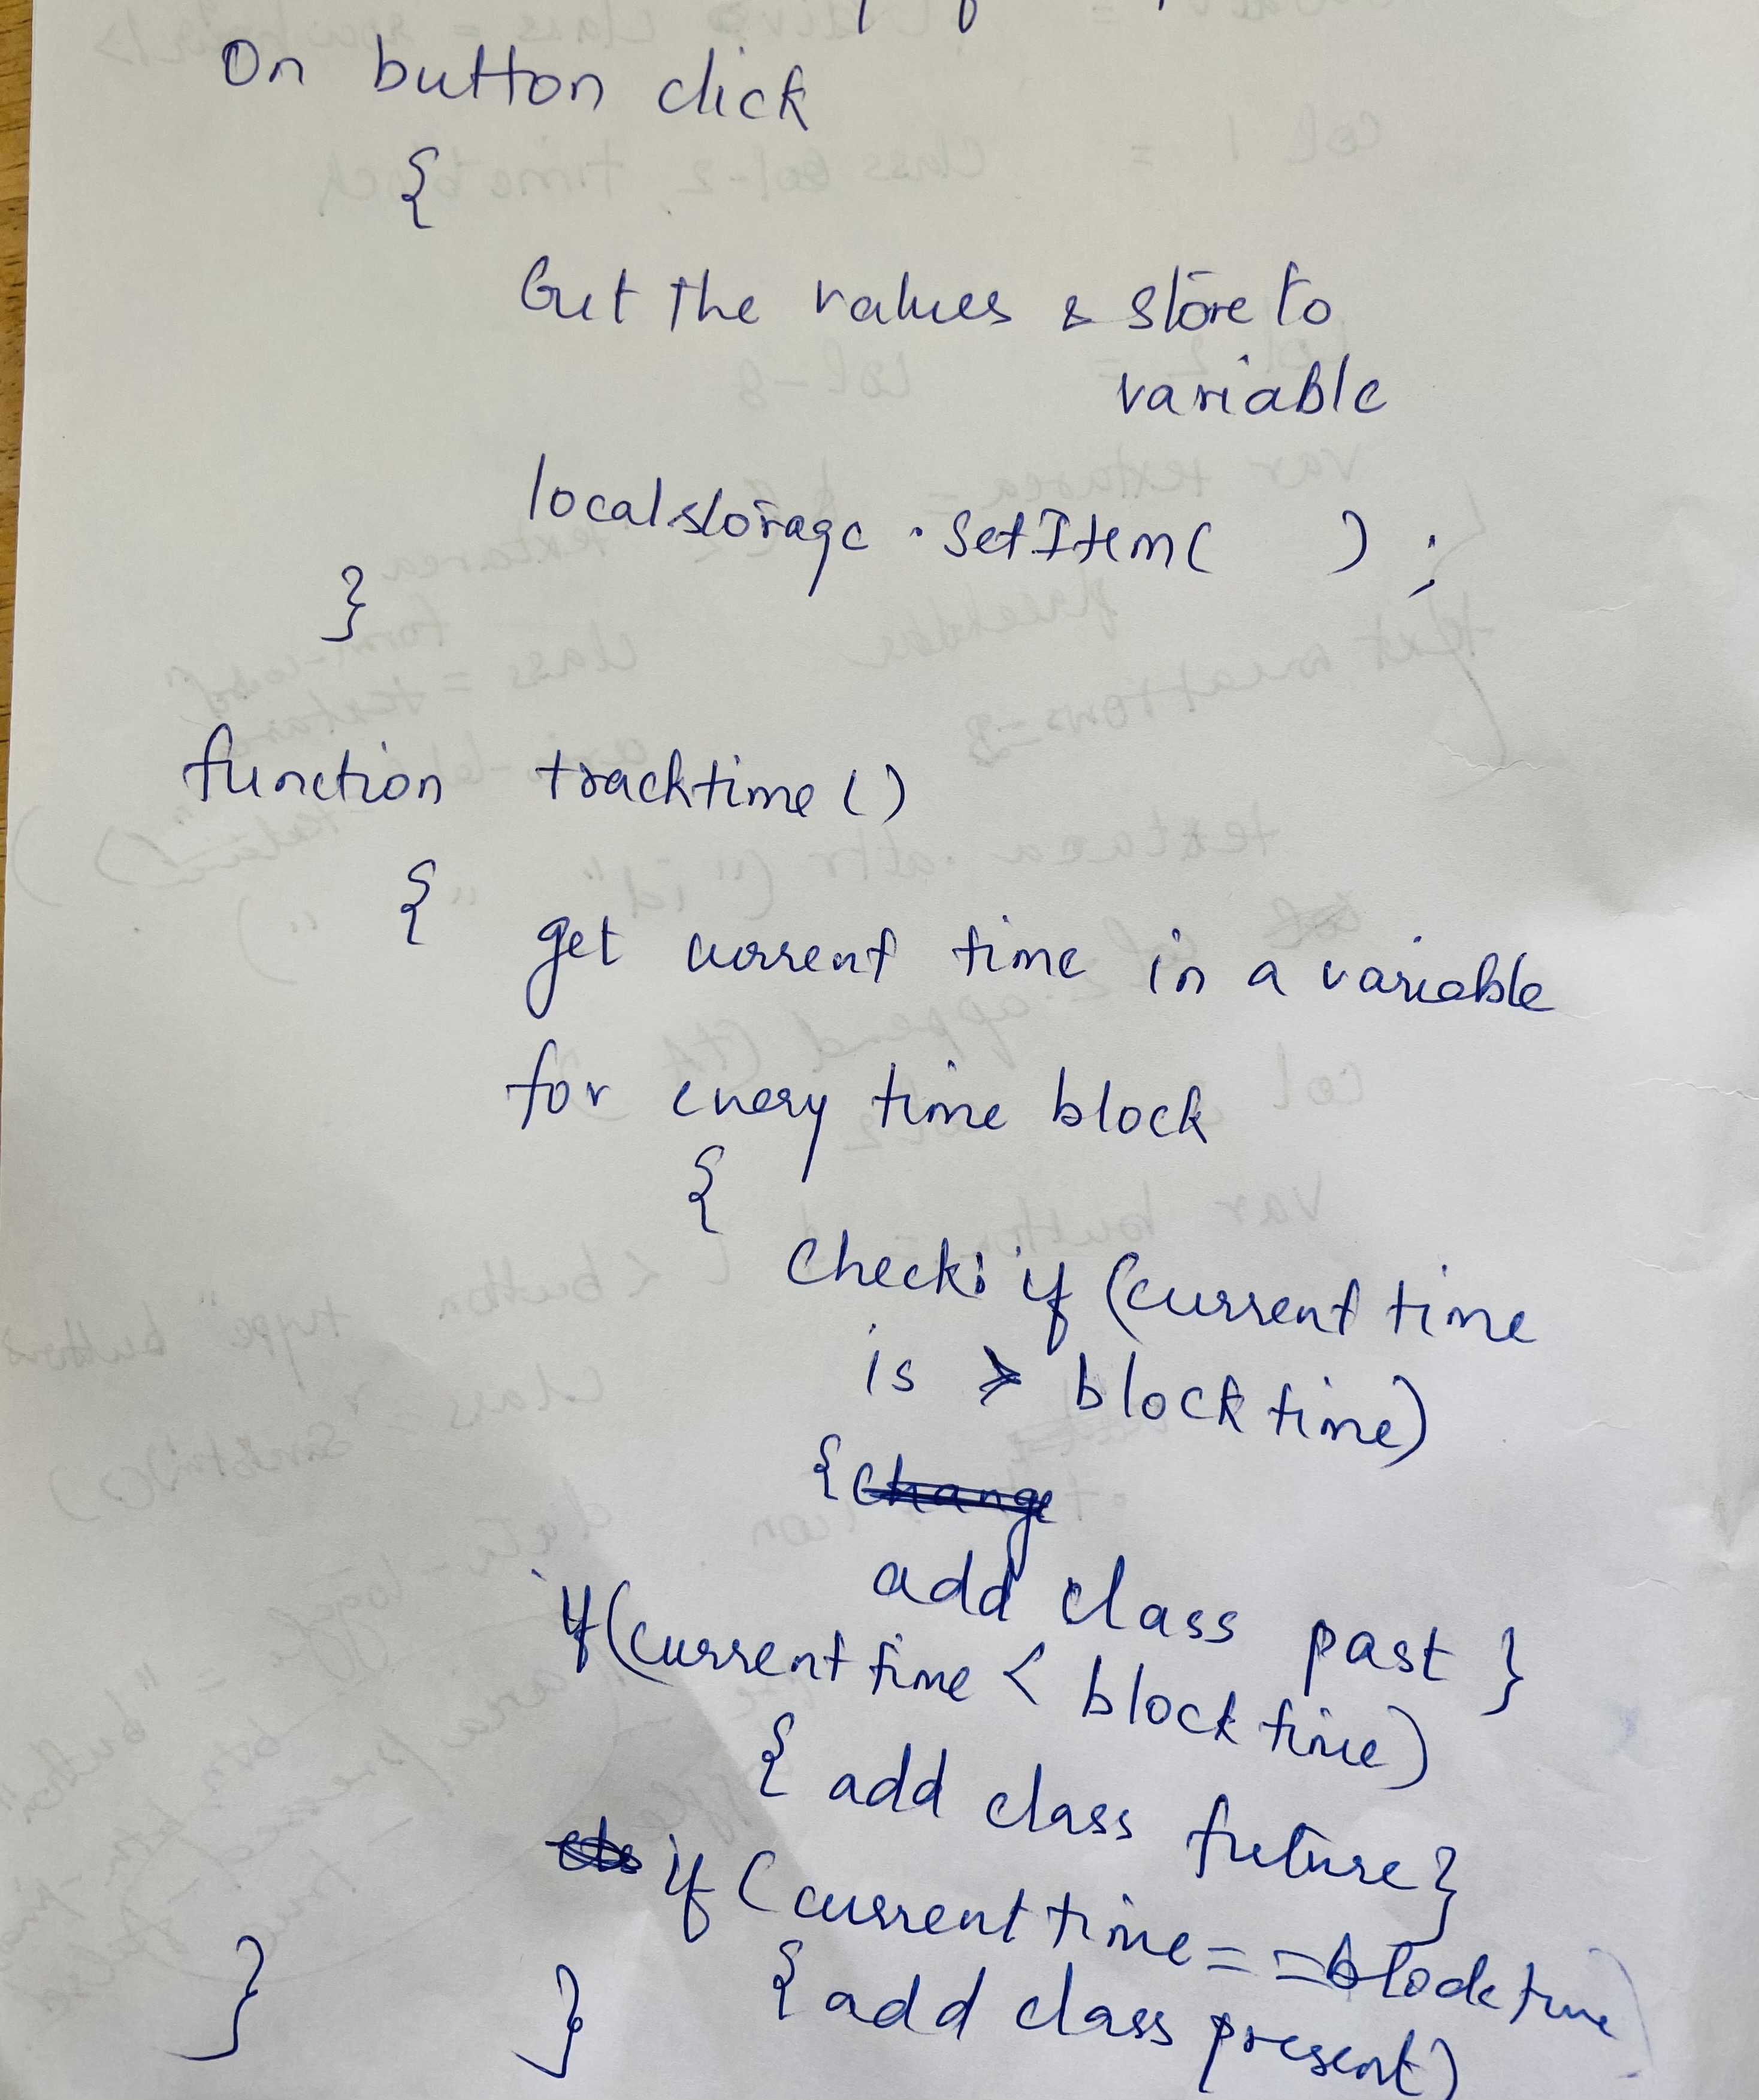 On button click
{
Get the values & store to
variable
localstorage . SetItem( ) ;
}
function tracktime()
{ get current time in a variable
for every time block
{
Check: if (current time
is > block time)
{ change
add class past }
if (current time < block time)
{ add class future }
if (current time == block time)
{ add class present)
} }